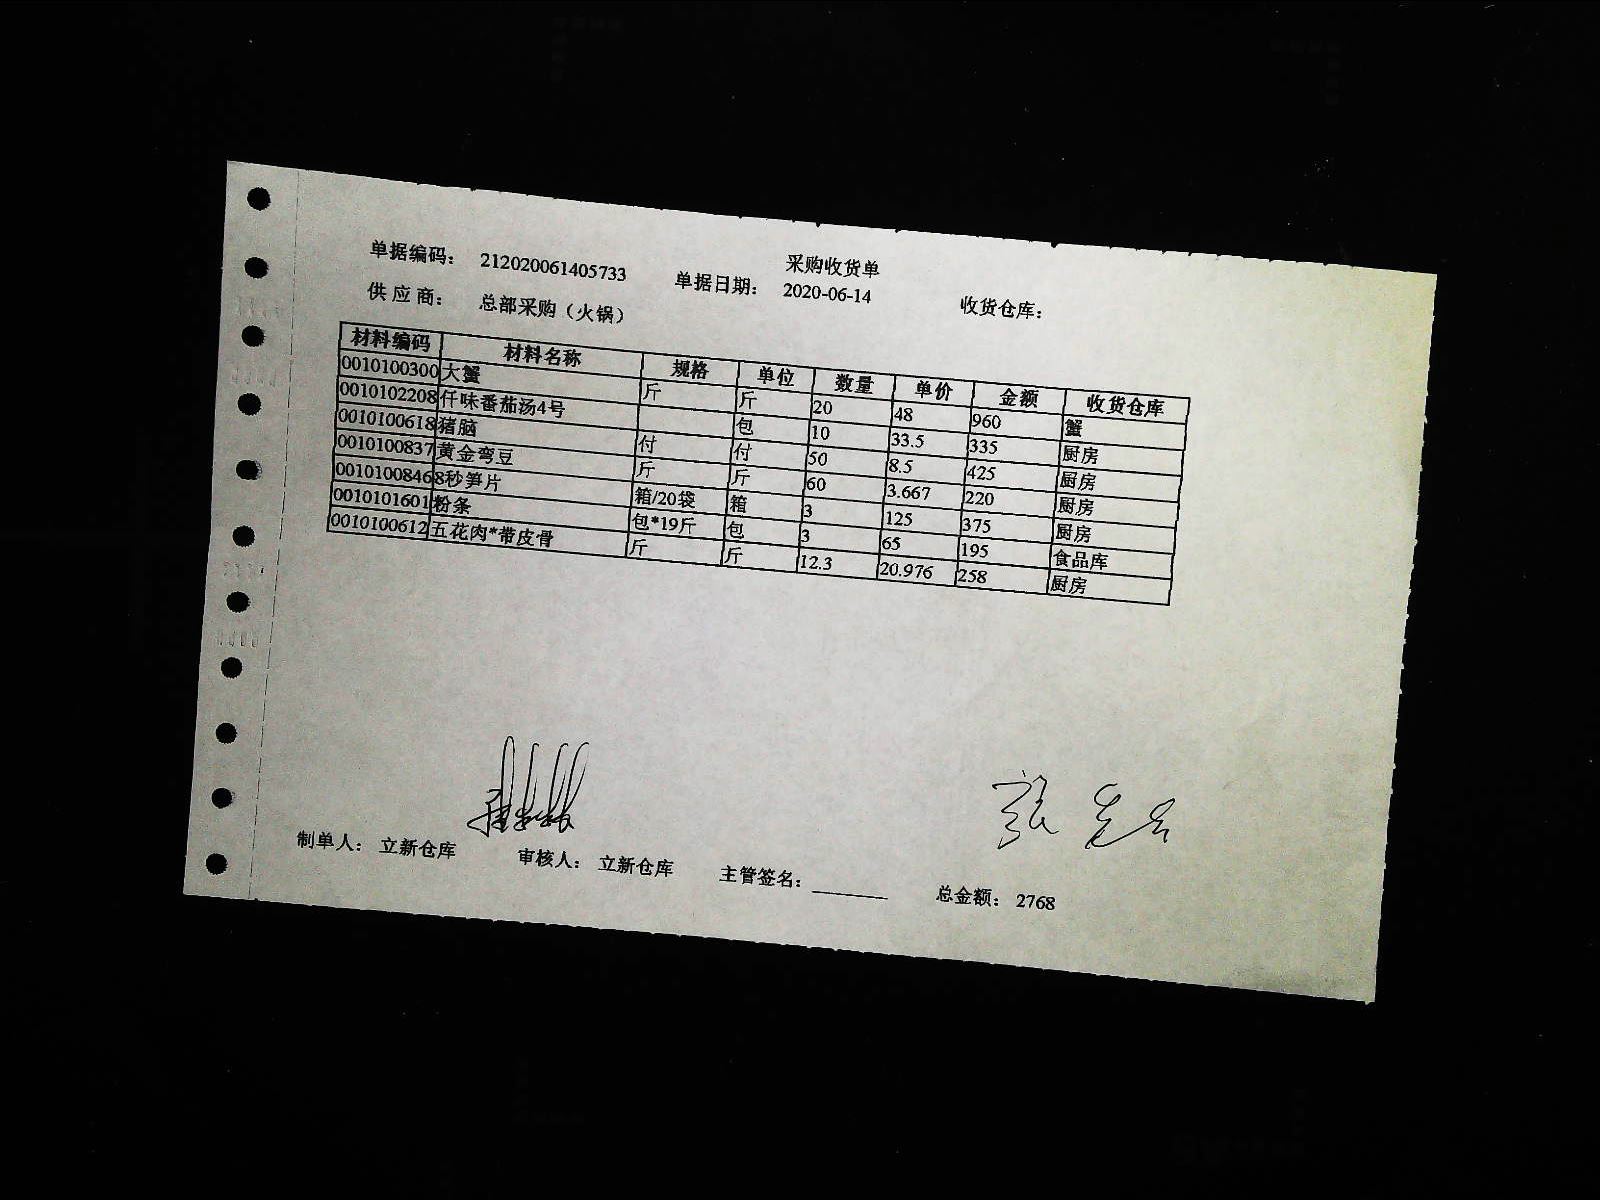 采购收货单
单据编码： 212020061405733 单据日期： 2020-06-14 收货仓库：
供 应 商： 总部采购（火锅）
材料编码 材料名称 规格 单位 数量 单价 金额 收货仓库
0010100300 大蟹 斤 斤 20 48 960 蟹
0010102208 仟味番茄汤4号 包 10 33.5 335 厨房
0010100618 猪脑 付 付 50 8.5 425 厨房
0010100837 黄金弯豆 斤 斤 60 3.667 220 厨房
0010100846 8秒笋片 箱/20袋 箱 3 125 375 厨房
0010101601 粉条 包*19斤 包 3 65 195 食品库
0010100612 五花肉*带皮骨 斤 斤 12.3 20.976 258 厨房
制单人： 立新仓库 审核人： 立新仓库 主管签名： 总金额： 2768